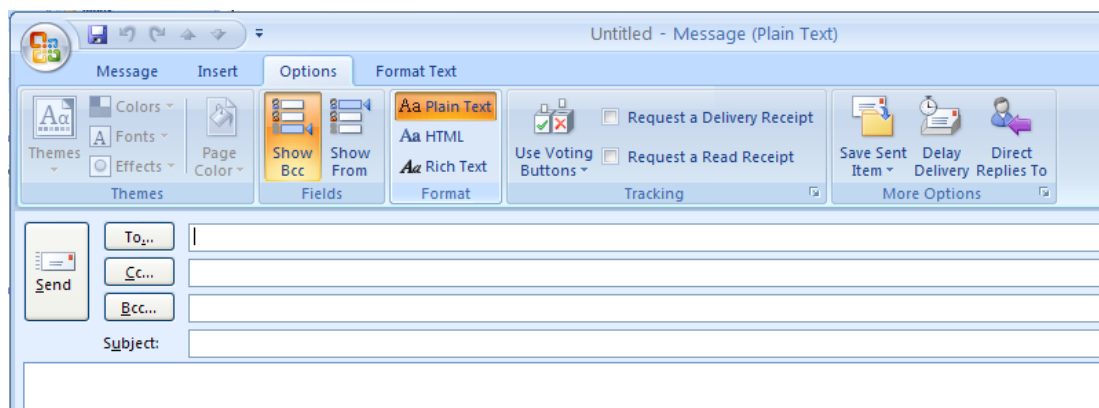 Untitled - Message (Plain Text)
Message Insert Options Format Text
Aa Colors Aa Plain Text
A Fonts Aa HTML Request a Delivery Receipt
Themes Effects Page Color Show Bcc Show From Aa Rich Text Use Voting Buttons Request a Read Receipt Save Sent Item Delay Delivery Direct Replies To
Themes Fields Format Tracking More Options
To...
Cc...
Send
Bcc...
Subject: